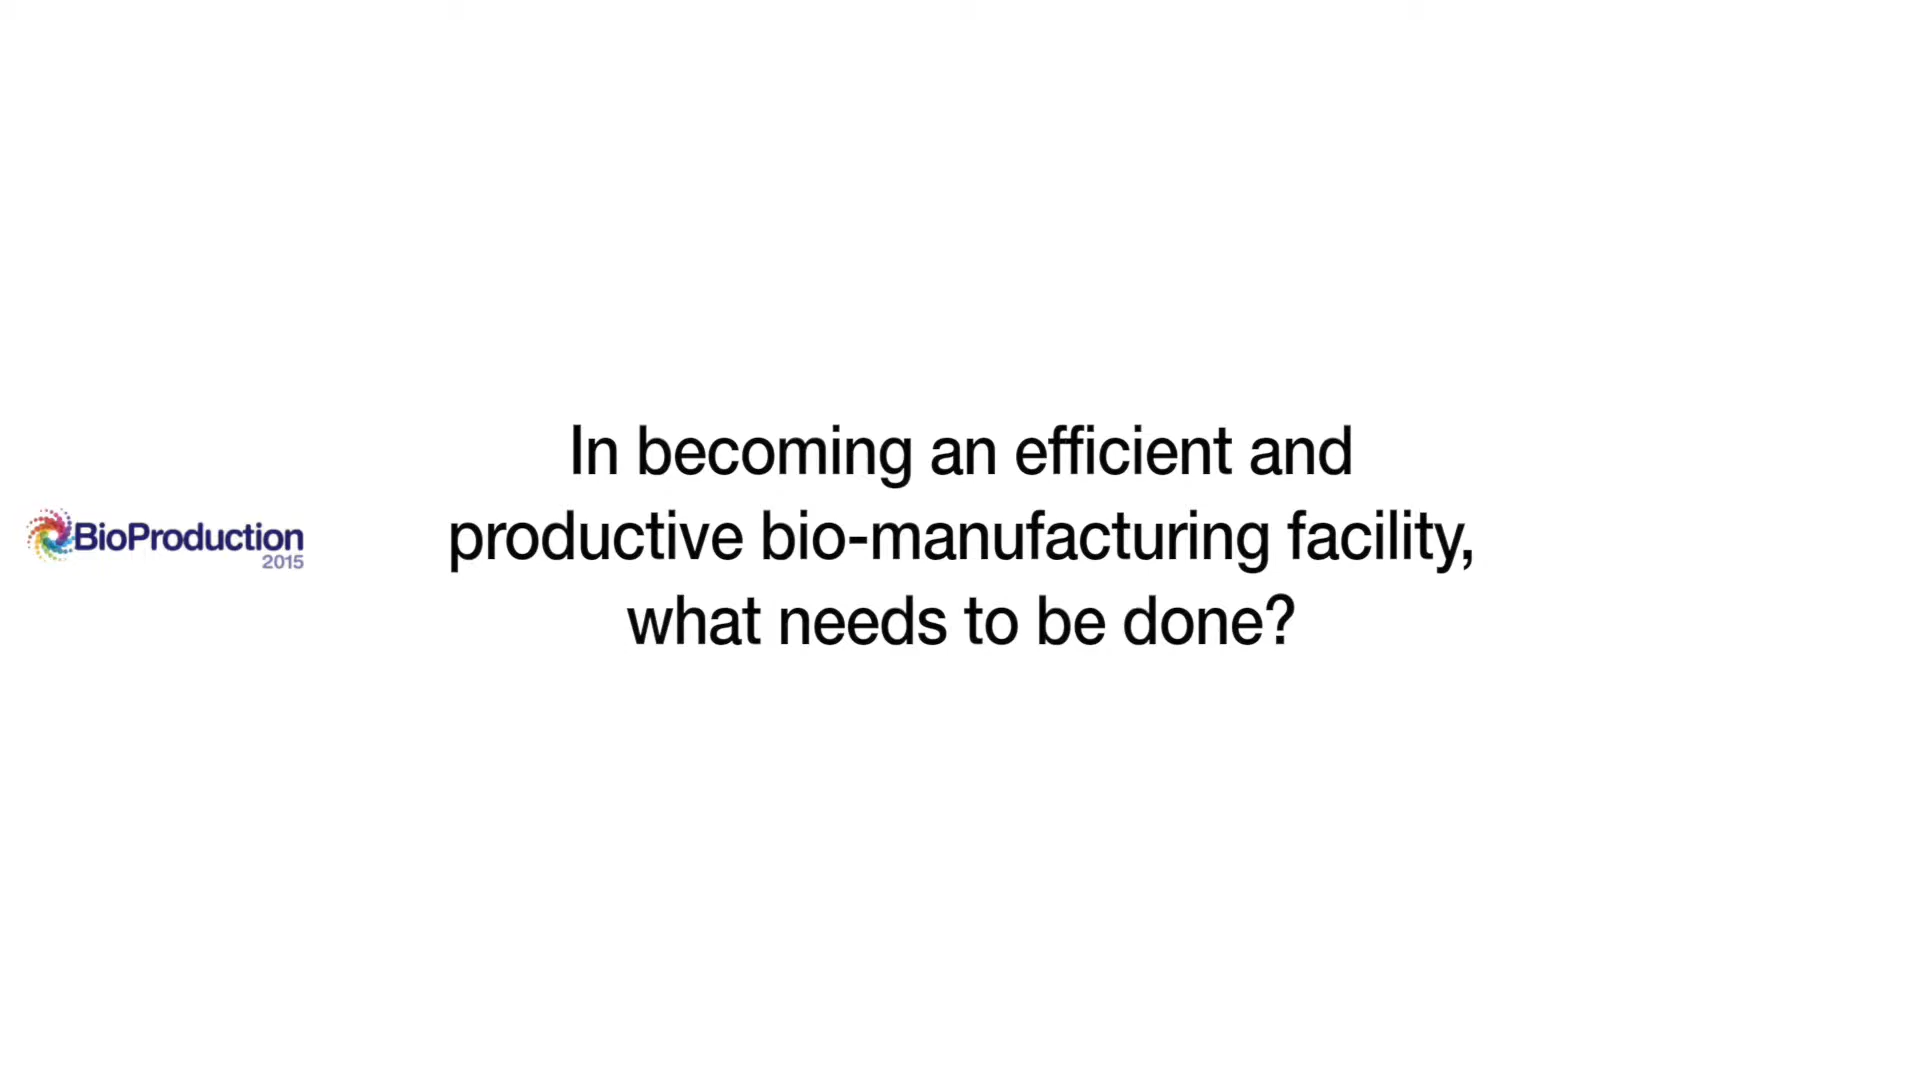 In becoming an efficient and
productive bio-manufacturing facility,
what needs to be done?
BioProduction
2015